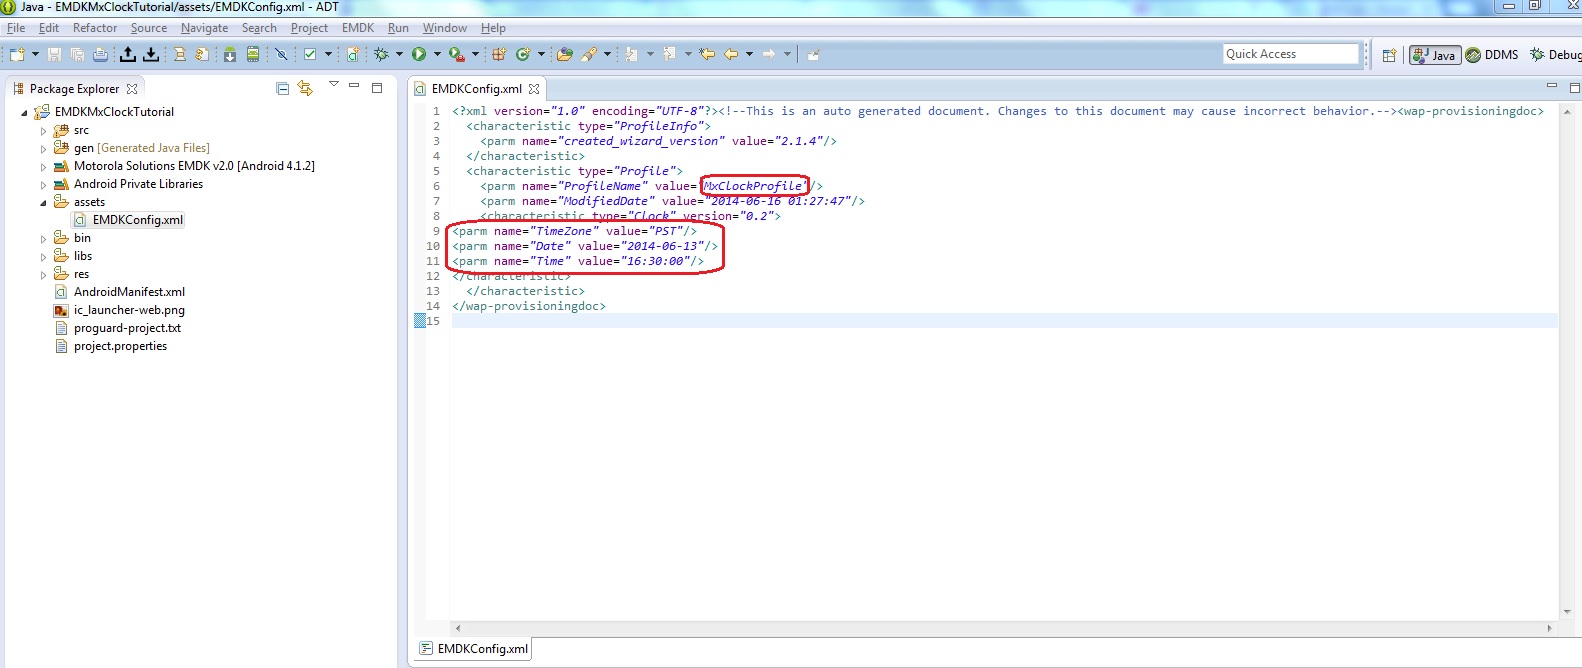 Java - EMDKMxClockTutorial/assets/EMDKConfig.xml - ADT
File Edit Refactor Source Navigate Search Project EMDK Run Window Help
Quick Access
Java
DDMS
Debug
Package Explorer
EMDKMxClockTutorial
src
gen [Generated Java Files]
Motorola Solutions EMDK v2.0 [Android 4.1.2]
Android Private Libraries
assets
EMDKConfig.xml
bin
libs
res
AndroidManifest.xml
ic_launcher-web.png
proguard-project.txt
project.properties
EMDKConfig.xml
1 <?xml version="1.0" encoding="UTF-8"?><!--This is an auto generated document. Changes to this document may cause incorrect behavior.--><wap-provisioningdoc>
2 <characteristic type="ProfileInfo">
3 <parm name="created_wizard_version" value="2.1.4"/>
4 </characteristic>
5 <characteristic type="Profile">
6 <parm name="ProfileName" value="MxClockProfile"/>
7 <parm name="ModifiedDate" value="2014-06-16 01:27:47"/>
8 <characteristic type="Clock" version="0.2">
9 <parm name="TimeZone" value="PST"/>
10 <parm name="Date" value="2014-06-13"/>
11 <parm name="Time" value="16:30:00"/>
12 </characteristic>
13 </characteristic>
14 </wap-provisioningdoc>
15
EMDKConfig.xml